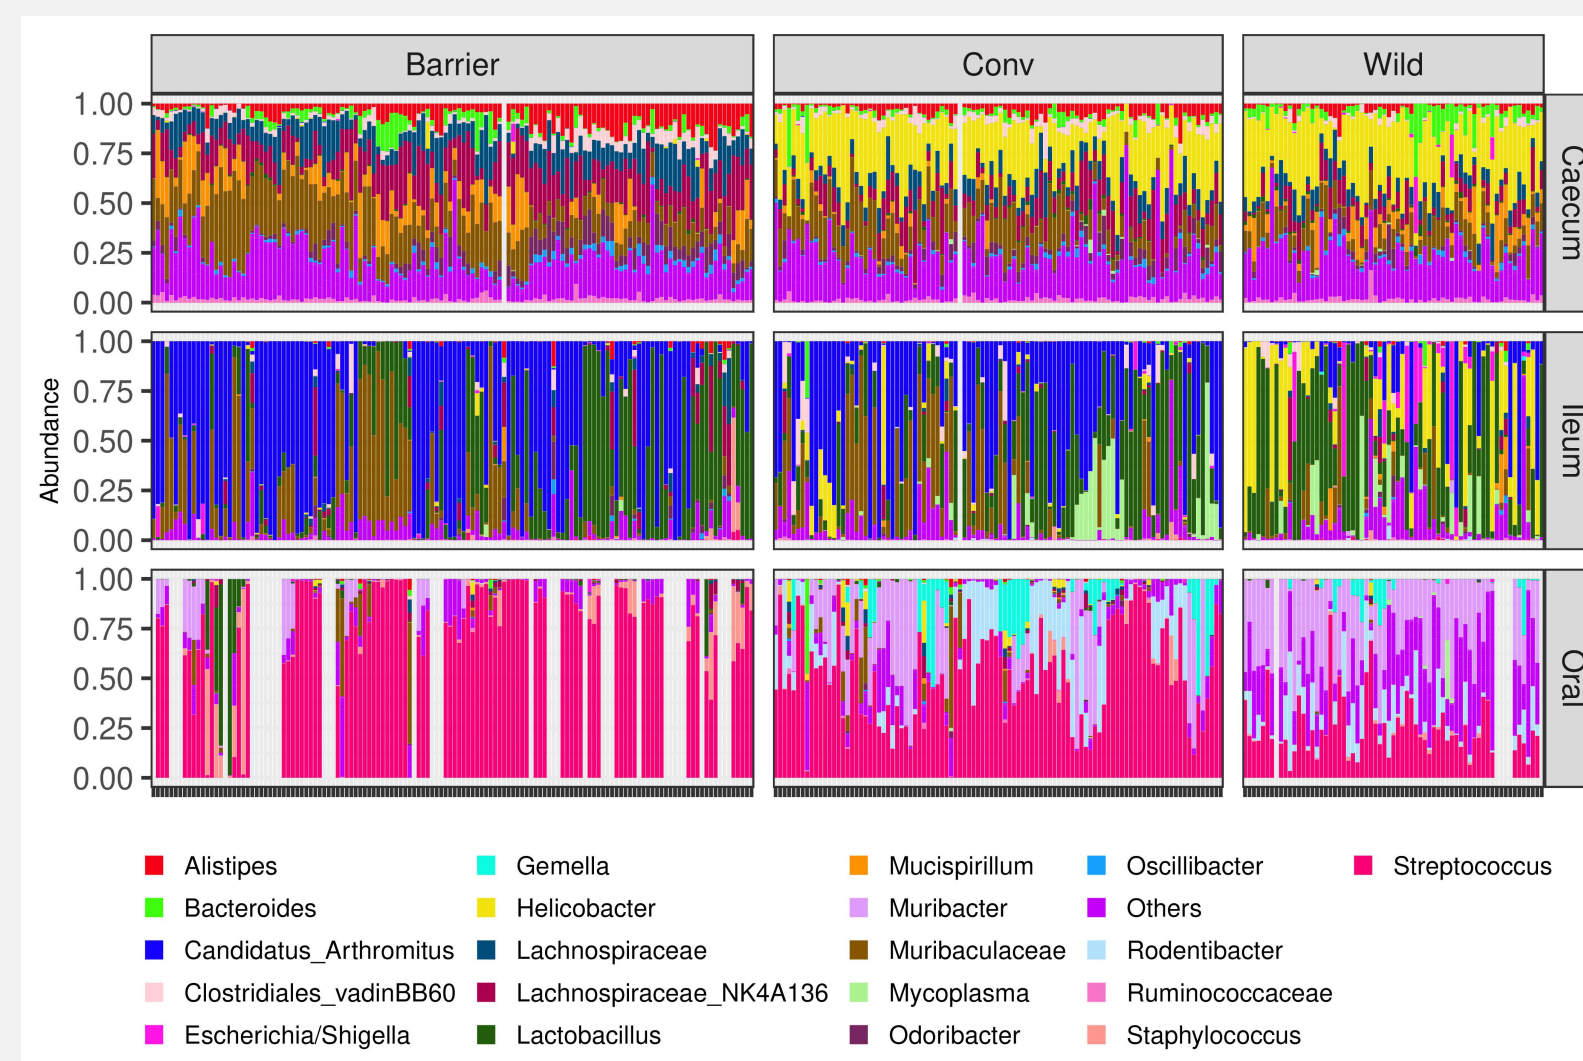 Barrier Conv Wild
1.00
0.75
0.50
0.25
0.00
Caecum
1.00
0.75
0.50
0.25
0.00
Ileum
1.00
0.75
0.50
0.25
0.00
Oral
Abundance
Alistipes Gemella Mucispirillum Oscillibacter Streptococcus
Bacteroides Helicobacter Muribacter Others
Candidatus_Arthromitus Lachnospiraceae Muribaculaceae Rodentibacter
Clostridiales_vadinBB60 Lachnospiraceae_NK4A136 Mycoplasma Ruminococcaceae
Escherichia/Shigella Lactobacillus Odoribacter Staphylococcus